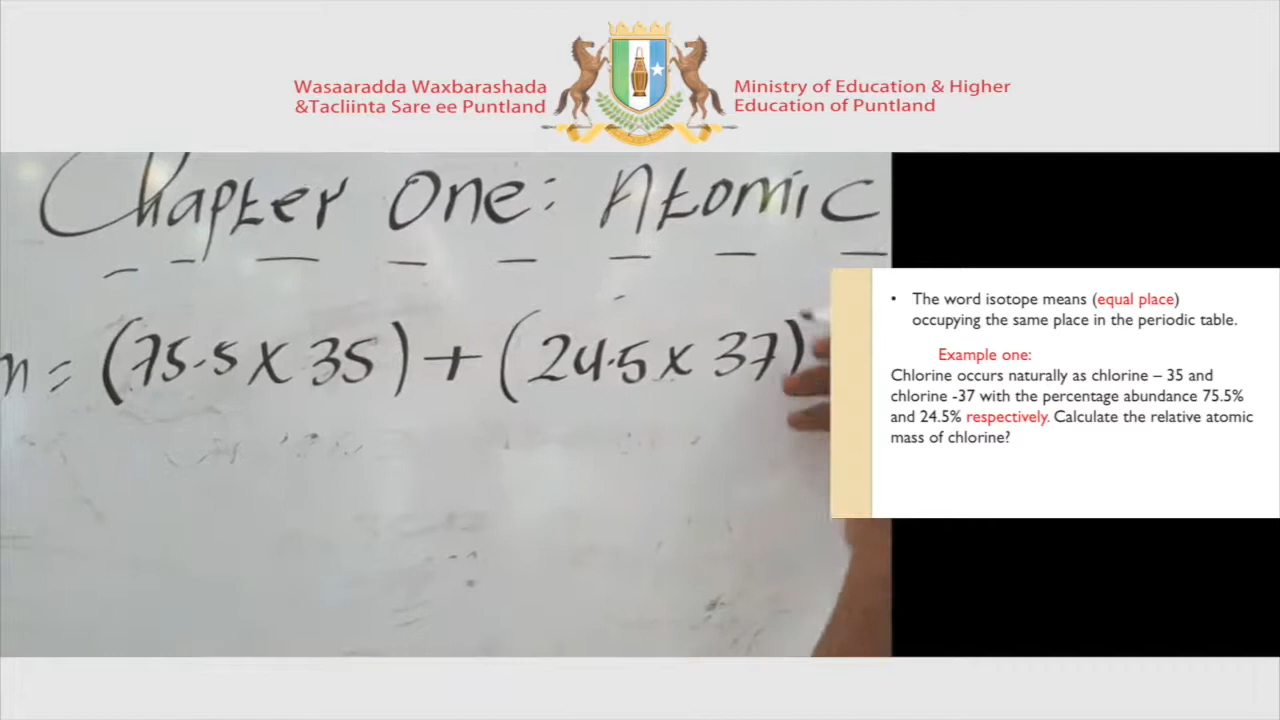 Wasaaradda Waxbarashada
&Tacliinta Sare ee Puntland
Ministry of Education & Higher
Education of Puntland
Chapter One: Atomic
n = (75.5 x 35) + (24.5 x 37)
• The word isotope means (equal place)
occupying the same place in the periodic table.
Example one:
Chlorine occurs naturally as chlorine – 35 and
chlorine -37 with the percentage abundance 75.5%
and 24.5% respectively. Calculate the relative atomic
mass of chlorine?